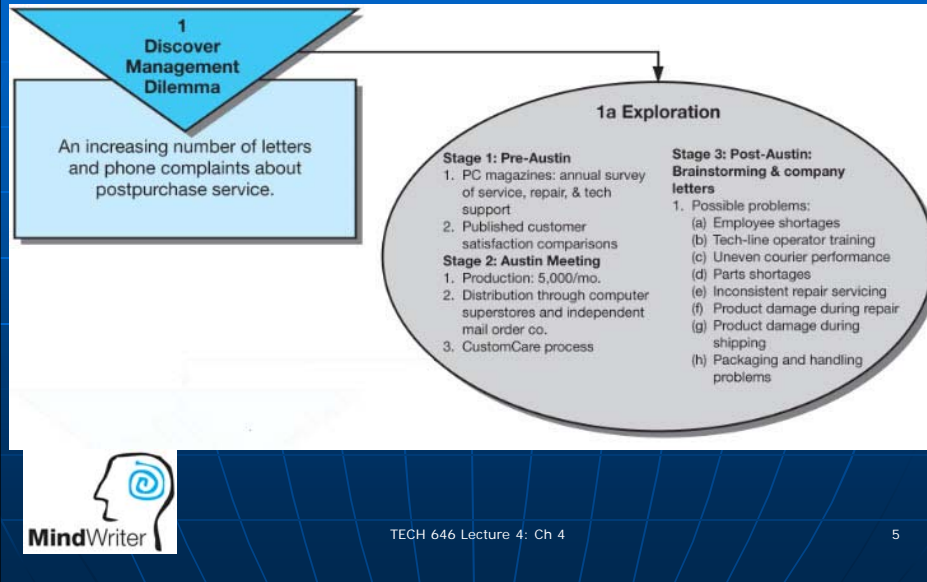 1
Discover
Management
Dilemma
An increasing number of letters
and phone complaints about
postpurchase service.
1a Exploration
Stage 1: Pre-Austin
1. PC magazines: annual survey
of service, repair, & tech
support
2. Published customer
satisfaction comparisons
Stage 2: Austin Meeting
1. Production: 5,000/mo.
2. Distribution through computer
superstores and independent
mail order co.
3. CustomCare process
Stage 3: Post-Austin:
Brainstorming & company
letters
1. Possible problems:
(a) Employee shortages
(b) Tech-line operator training
(c) Uneven courier performance
(d) Parts shortages
(e) Inconsistent repair servicing
(f) Product damage during repair
(g) Product damage during
shipping
(h) Packaging and handling
problems
MindWriter
TECH 646 Lecture 4: Ch 4
5